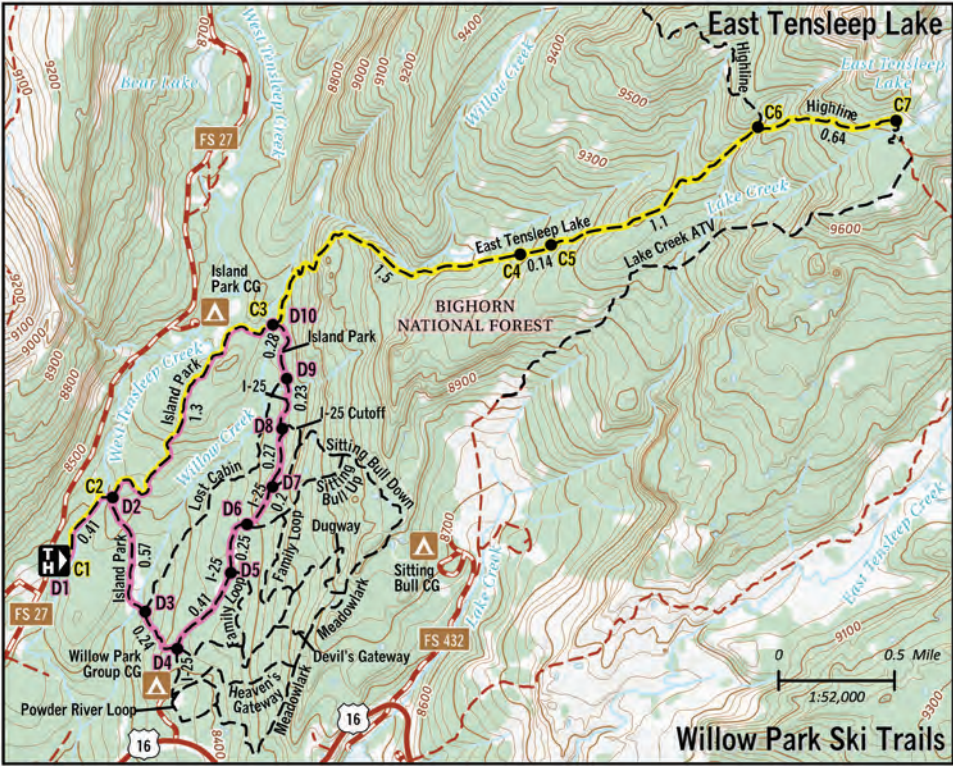 East Tensleep Lake
8700
9100
9200
Bear Lake
West Tensleep Creek
8800
9000
9100
9200
9400
Willow Creek
9400
Highline
East Tensleep
Lake
FS 27
9500
C6
Highline
C7
0.64
9300
Lake Creek
9600
East Tensleep Lake
1.1
Lake Creek ATV
C4
0.14
C5
1.5
Island
Park CG
C3
D10
BIGHORN
NATIONAL FOREST
9200
9100
9000
8900
8800
0.28
Island Park
West Tensleep Creek
Island Park
1.3
D9
I-25
0.23
8900
Willow Creek
D8
I-25 Cutoff
8500
Lost Cabin
0.27
Sitting Bull Down
Sitting
Bull Up
C2
D2
D7
I-25
0.2
0.41
D6
Dugway
Family Loop
8700
TH
C1
D1
Island Park
0.57
0.25
I-25
D5
Sitting
Bull CG
Lake Creek
East Tensleep Creek
FS 27
D3
0.41
Family Loop
Meadowlark
0.24
FS 432
9100
Willow Park
Group CG
D4
I-25
Devil's Gateway
0
0.5 Mile
Heaven's
Gateway
Meadowlark
1:52,000
Powder River Loop
8600
9300
16
8400
16
Willow Park Ski Trails